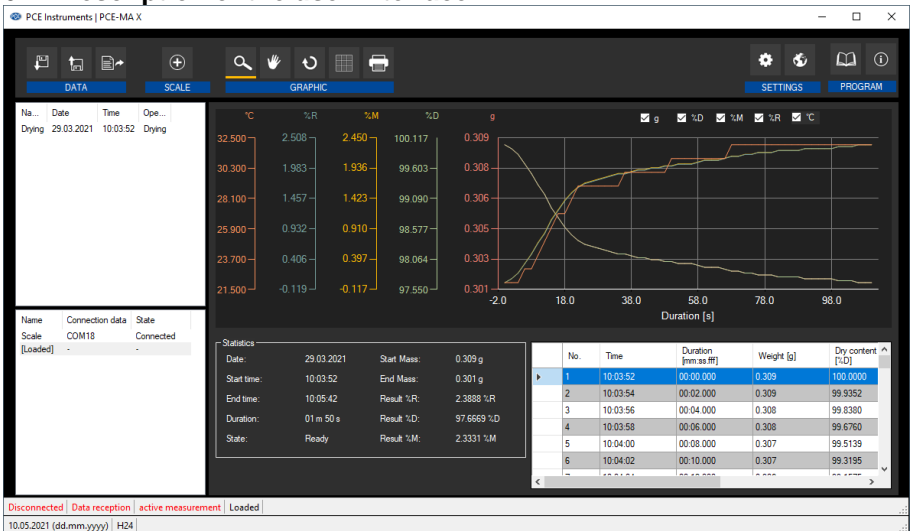 PCE Instruments | PCE-MA X
DATA SCALE GRAPHIC SETTINGS PROGRAM
Na... Date Time Ope...
Drying 29.03.2021 10:03:52 Drying
°C %R %M %D g
g %D %M %R °C
32.500 2.508 2.450 100.117 0.309
30.300 1.983 1.936 99.603 0.308
28.100 1.457 1.423 99.090 0.306
25.900 0.932 0.910 98.577 0.305
23.700 0.406 0.397 98.064 0.303
21.500 -0.119 -0.117 97.550 0.301
-2.0 18.0 38.0 58.0 78.0 98.0
Duration [s]
Name Connection data State
Scale COM18 Connected
[Loaded] - -
Statistics
Date: 29.03.2021 Start Mass: 0.309 g
Start time: 10:03:52 End Mass: 0.301 g
End time: 10:05:42 Result %R: 2.3888 %R
Duration: 01 m 50 s Result %D: 97.6669 %D
State: Ready Result %M: 2.3331 %M
No. Time Duration [mm:ss.fff] Weight [g] Dry content [%D]
1 10:03:52 00:00.000 0.309 100.0000
2 10:03:54 00:02.000 0.309 99.9352
3 10:03:56 00:04.000 0.308 99.8380
4 10:03:58 00:06.000 0.308 99.6760
5 10:04:00 00:08.000 0.307 99.5139
6 10:04:02 00:10.000 0.307 99.3195
Disconnected Data reception active measurement Loaded
10.05.2021 (dd.mm.yyyy) H24